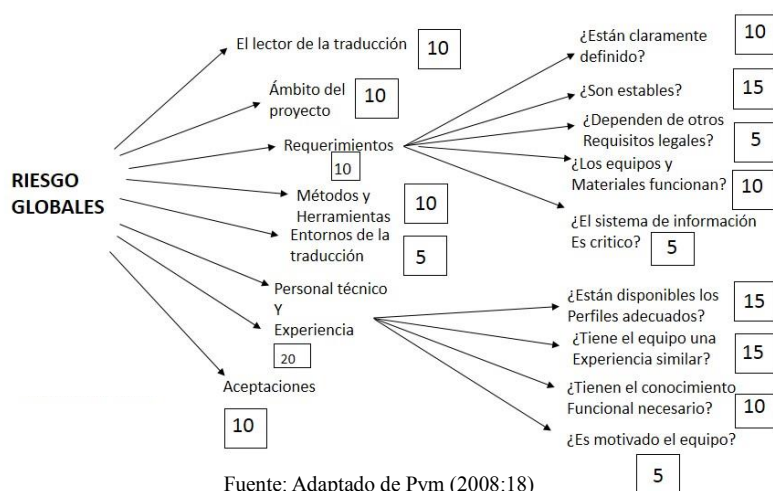 RIESGO
GLOBALES
El lector de la traducción
10
Ámbito del
proyecto
10
Requerimientos
10
Métodos y
Herramientas
10
Entornos de la
traducción
5
Personal técnico
Y
Experiencia
20
Aceptaciones
10
¿Están claramente
definido?
10
¿Son estables?
15
¿Dependen de otros
Requisitos legales?
5
¿Los equipos y
Materiales funcionan?
10
¿El sistema de información
Es critico?
5
¿Están disponibles los
Perfiles adecuados?
15
¿Tiene el equipo una
Experiencia similar?
15
¿Tienen el conocimiento
Funcional necesario?
10
¿Es motivado el equipo?
5
Fuente: Adaptado de Pym (2008:18)